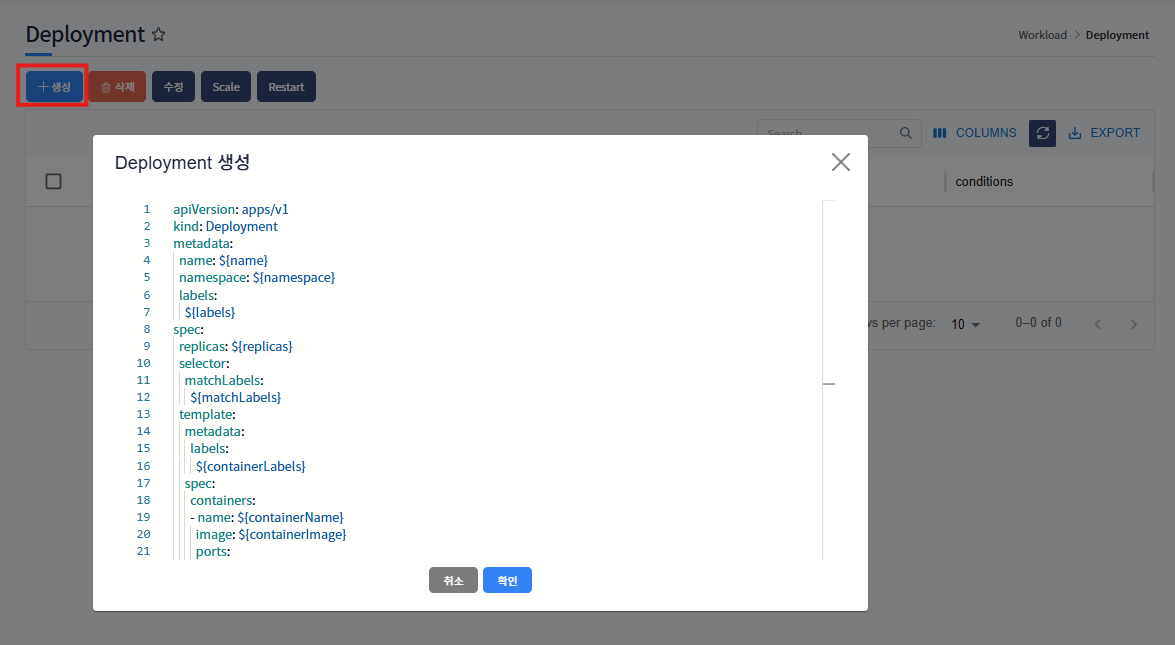 Deployment
Workload > Deployment
+ 생성 삭제 수정 Scale Restart
Search COLUMNS EXPORT
Deployment 생성
conditions
1 apiVersion: apps/v1
2 kind: Deployment
3 metadata:
4 name: ${name}
5 namespace: ${namespace}
6 labels:
7 ${labels}
8 spec:
9 replicas: ${replicas}
10 selector:
11 matchLabels:
12 ${matchLabels}
13 template:
14 metadata:
15 labels:
16 ${containerLabels}
17 spec:
18 containers:
19 - name: ${containerName}
20 image: ${containerImage}
21 ports:
per page: 10 0–0 of 0
취소 확인